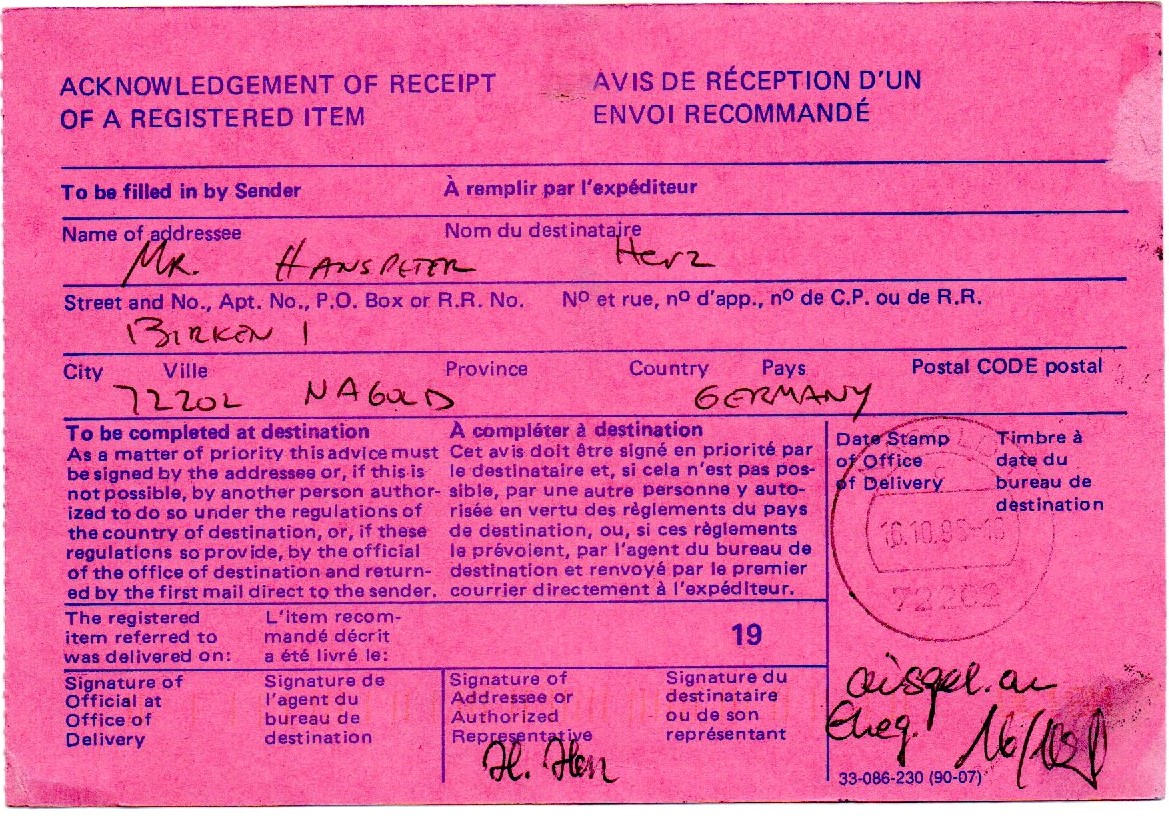 ACKNOWLEDGEMENT OF RECEIPT
OF A REGISTERED ITEM
AVIS DE RÉCEPTION D'UN
ENVOI RECOMMANDÉ
To be filled in by Sender À remplir par l'expéditeur
Name of addressee Nom du destinataire
MR. HANSPETER Herz
Street and No., Apt. No., P.O. Box or R.R. No. Nº et rue, nº d'app., nº de C.P. ou de R.R.
BIRKEN 1
City Ville Province Country Pays Postal CODE postal
72202 NAGOLD GERMANY
To be completed at destination
As a matter of priority this advice must
be signed by the addressee or, if this is
not possible, by another person author-
ized to do so under the regulations of
the country of destination, or, if these
regulations so provide, by the official
of the office of destination and return-
ed by the first mail direct to the sender.
À compléter à destination
Cet avis doit être signé en priorité par
le destinataire et, si cela n'est pas pos-
sible, par une autre personne y auto-
risée en vertu des règlements du pays
de destination, ou, si ces règlements
le prévoient, par l'agent du bureau de
destination et renvoyé par le premier
courrier directement à l'expéditeur.
Date Stamp
of Office
of Delivery
Timbre à
date du
bureau de
destination
72202
The registered
item referred to
was delivered on:
L'item recom-
mandé décrit
a été livré le:
19
Signature of
Official at
Office of
Delivery
Signature de
l'agent du
bureau de
destination
Signature of
Addressee or
Authorized
Representative
Signature du
destinataire
ou de son
représentant
H. Herz
ausgel. an
Eheg. 16/10
33-086-230 (90-07)